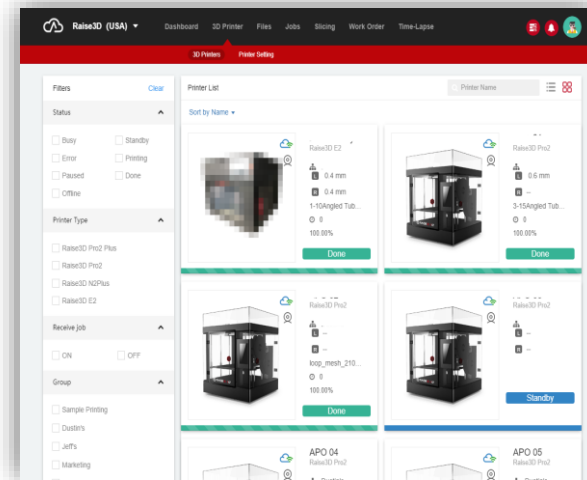 Raise3D (USA) Dashboard 3D Printer Files Jobs Slicing Work Order Time-Lapse
3D Printers Printer Setting
Filters Clear
Status
Busy Standby
Error Printing
Paused Done
Offline
Printer Type
Raise3D Pro2 Plus
Raise3D Pro2
Raise3D N2Plus
Raise3D E2
Receive Job
ON OFF
Group
Sample Printing
Dustin's
Jeff's
Marketing
Printer List Printer Name
Sort by Name
Raise3D E2
L 0.4 mm
R 0.4 mm
1-10Angled Tub...
0
100.00%
Done
Raise3D Pro2
L 0.6 mm
R --
3-15Angled Tub...
0
100.00%
Done
Raise3D Pro2
L --
R --
loop_mesh_210...
0
100.00%
Done
Raise3D Pro2
L --
R --
Standby
APO 04
Raise3D Pro2
APO 05
Raise3D Pro2